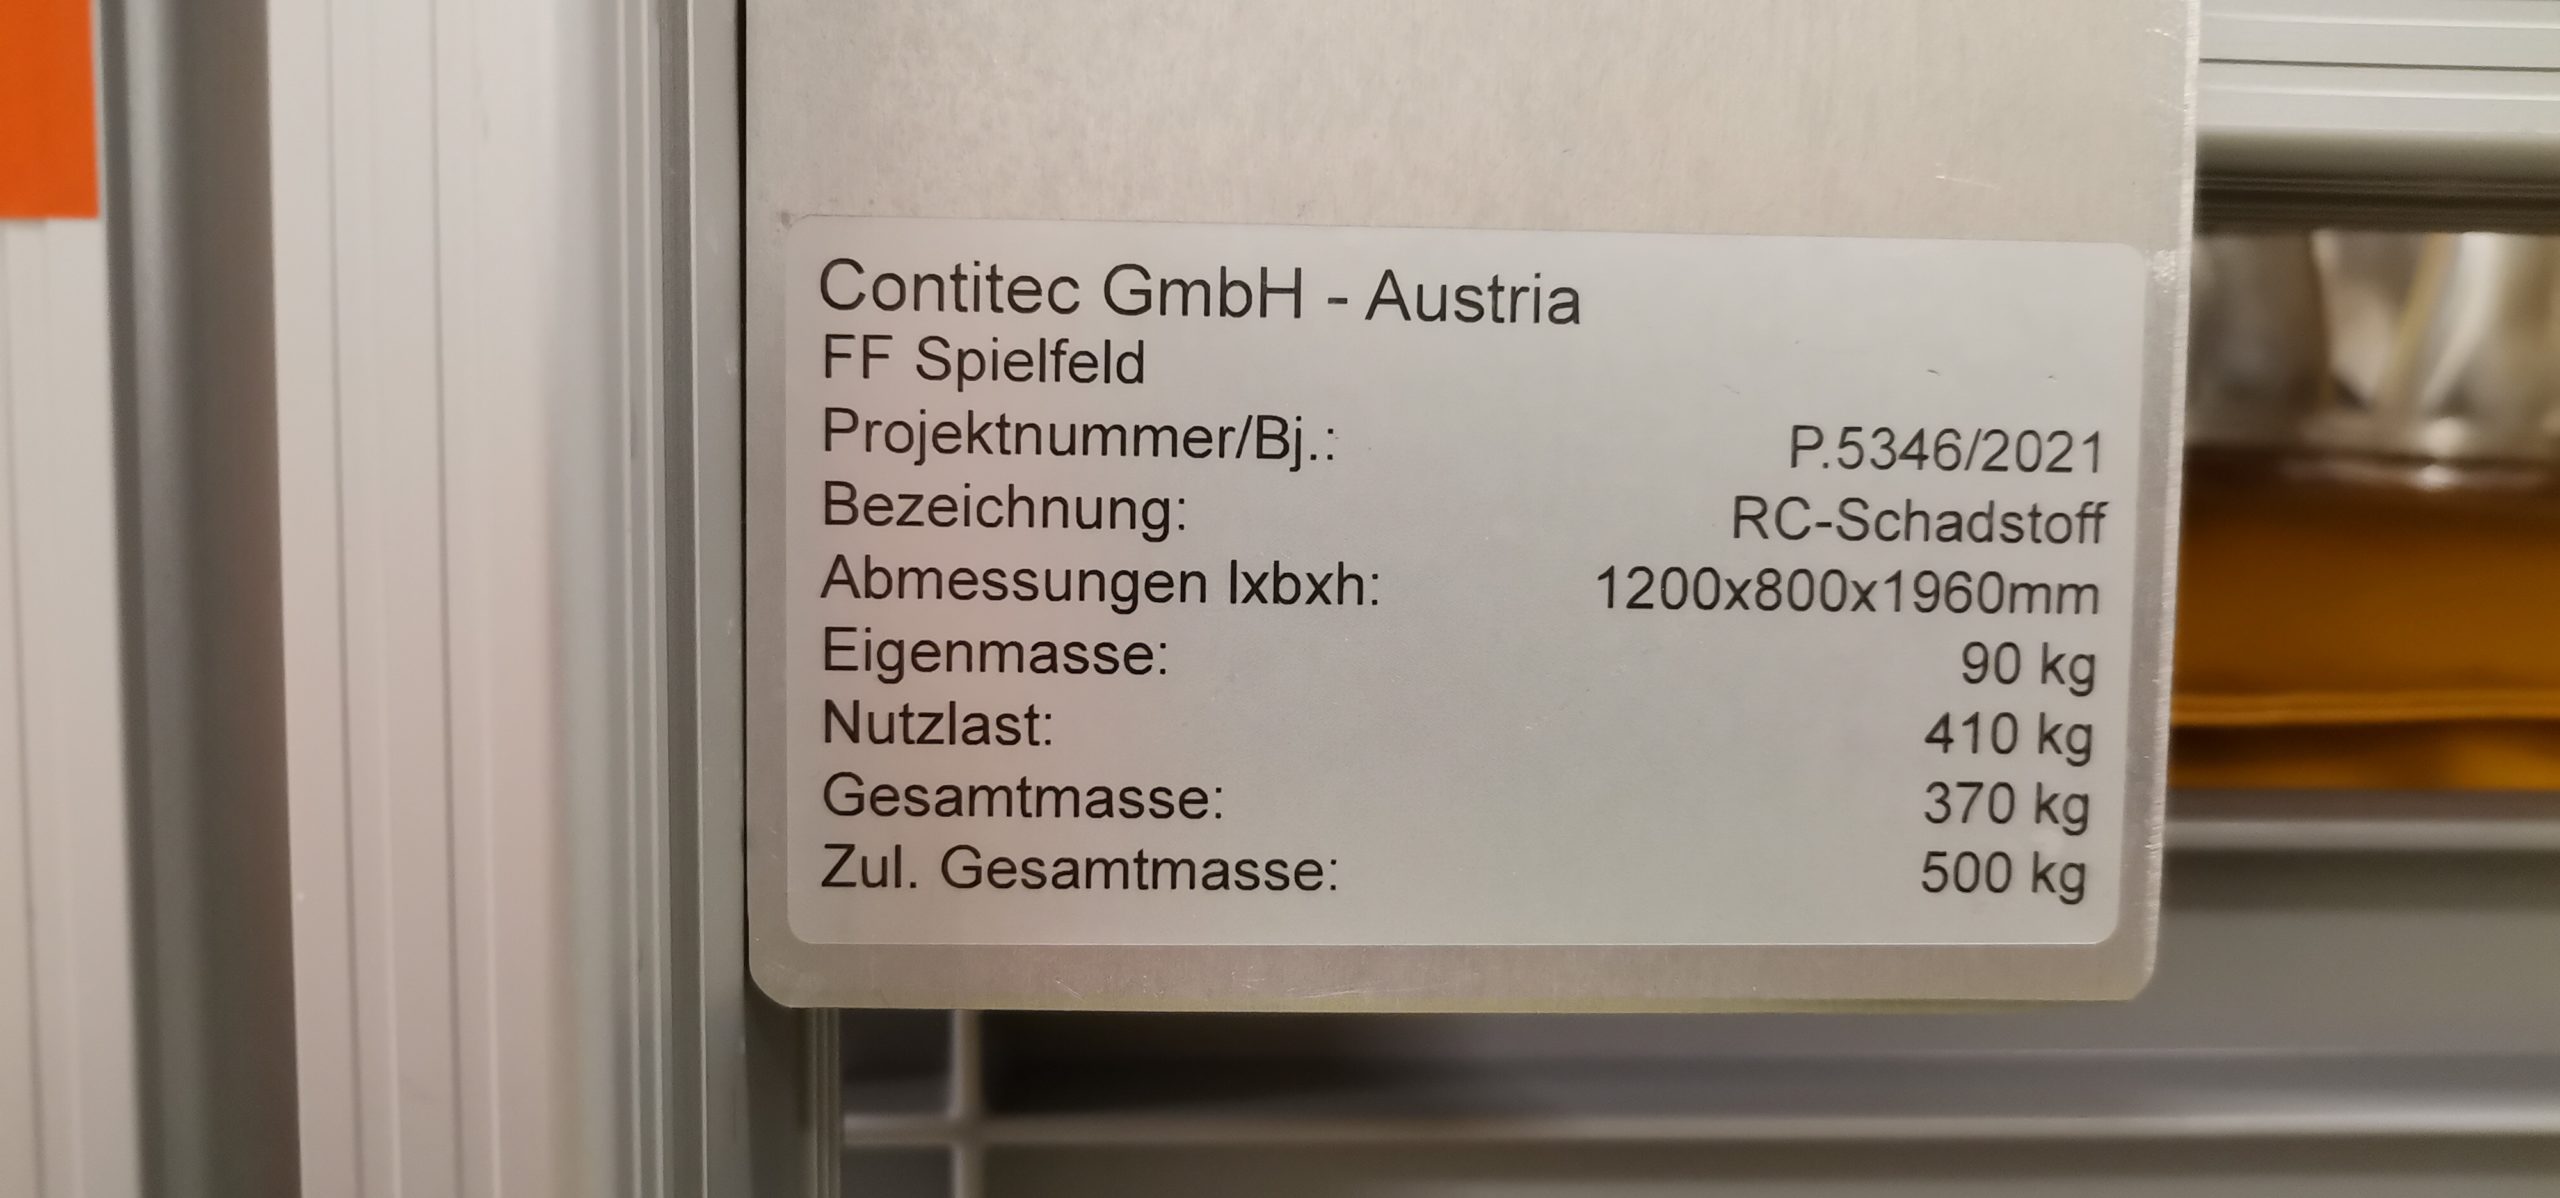 Contitec GmbH - Austria
FF Spielfeld
Projektnummer/Bj.: P.5346/2021
Bezeichnung: RC-Schadstoff
Abmessungen lxbxh: 1200x800x1960mm
Eigenmasse: 90 kg
Nutzlast: 410 kg
Gesamtmasse: 370 kg
Zul. Gesamtmasse: 500 kg